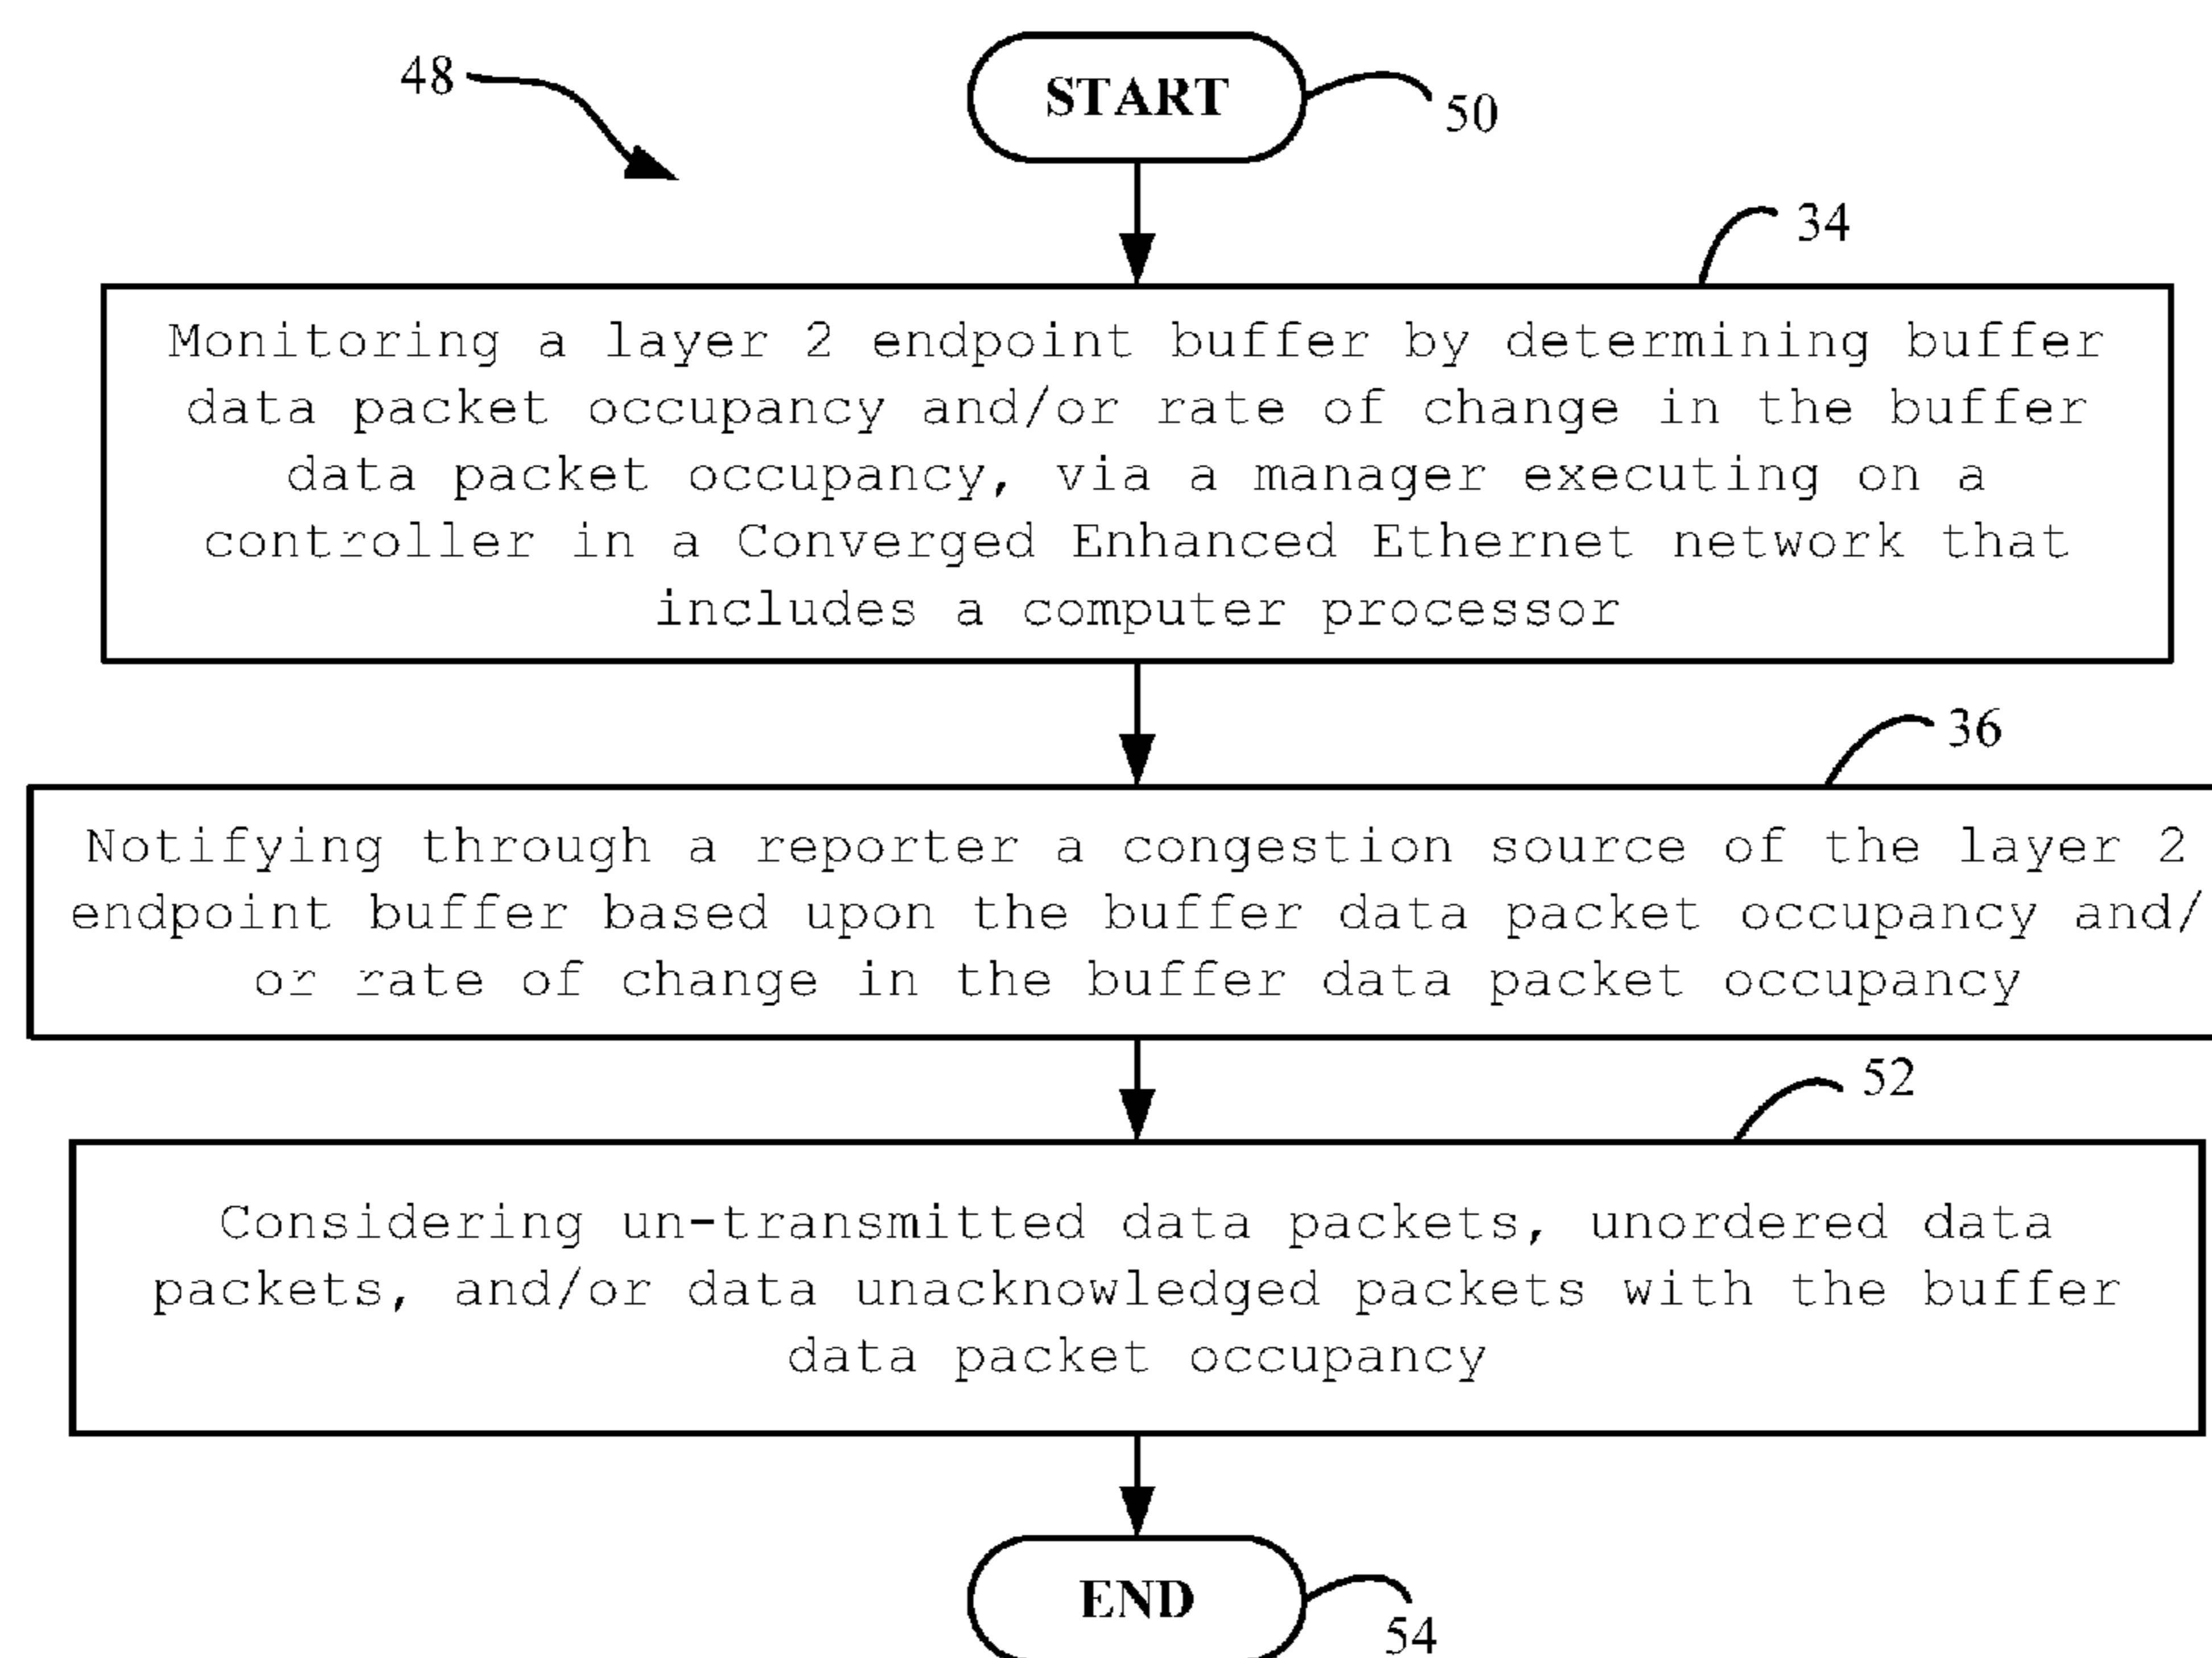 48
START
50
34
Monitoring a layer 2 endpoint buffer by determining buffer
data packet occupancy and/or rate of change in the buffer
data packet occupancy, via a manager executing on a
controller in a Converged Enhanced Ethernet network that
includes a computer processor
36
Notifying through a reporter a congestion source of the layer 2
endpoint buffer based upon the buffer data packet occupancy and/
or rate of change in the buffer data packet occupancy
52
Considering un-transmitted data packets, unordered data
packets, and/or data unacknowledged packets with the buffer
data packet occupancy
END
54